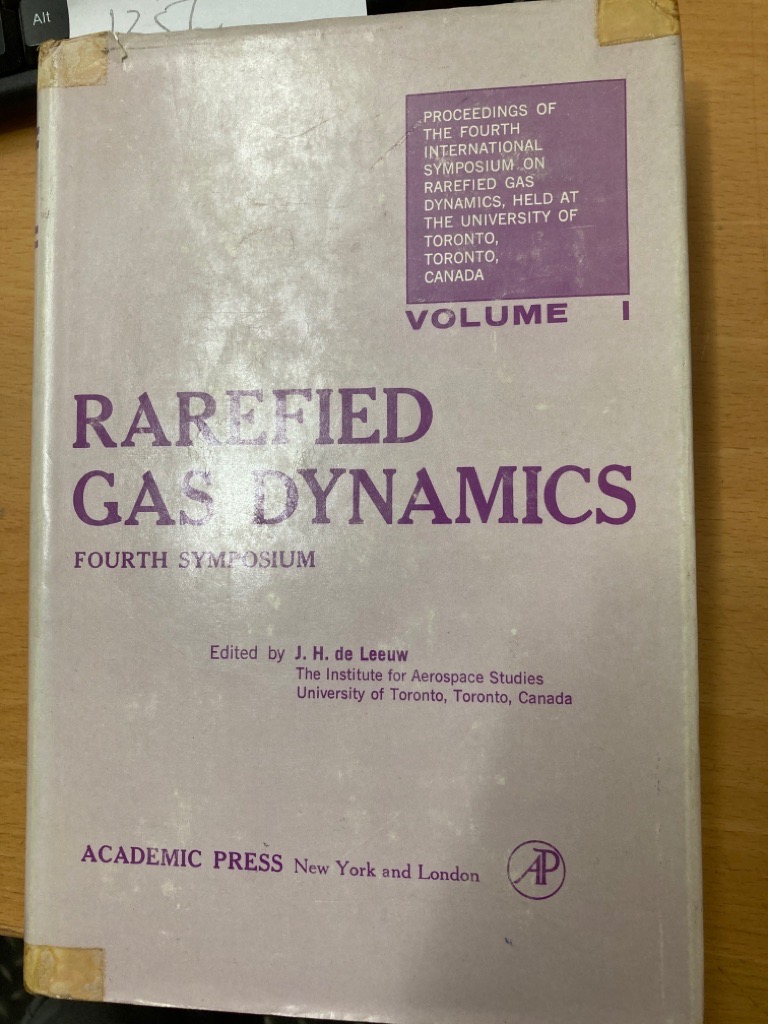 Alt
PROCEEDINGS OF
THE FOURTH
INTERNATIONAL
SYMPOSIUM ON
RAREFIED GAS
DYNAMICS, HELD AT
THE UNIVERSITY OF
TORONTO,
TORONTO,
CANADA
VOLUME I
RAREFIED
GAS DYNAMICS
FOURTH SYMPOSIUM
Edited by J. H. de Leeuw
The Institute for Aerospace Studies
University of Toronto, Toronto, Canada
ACADEMIC PRESS New York and London
AP